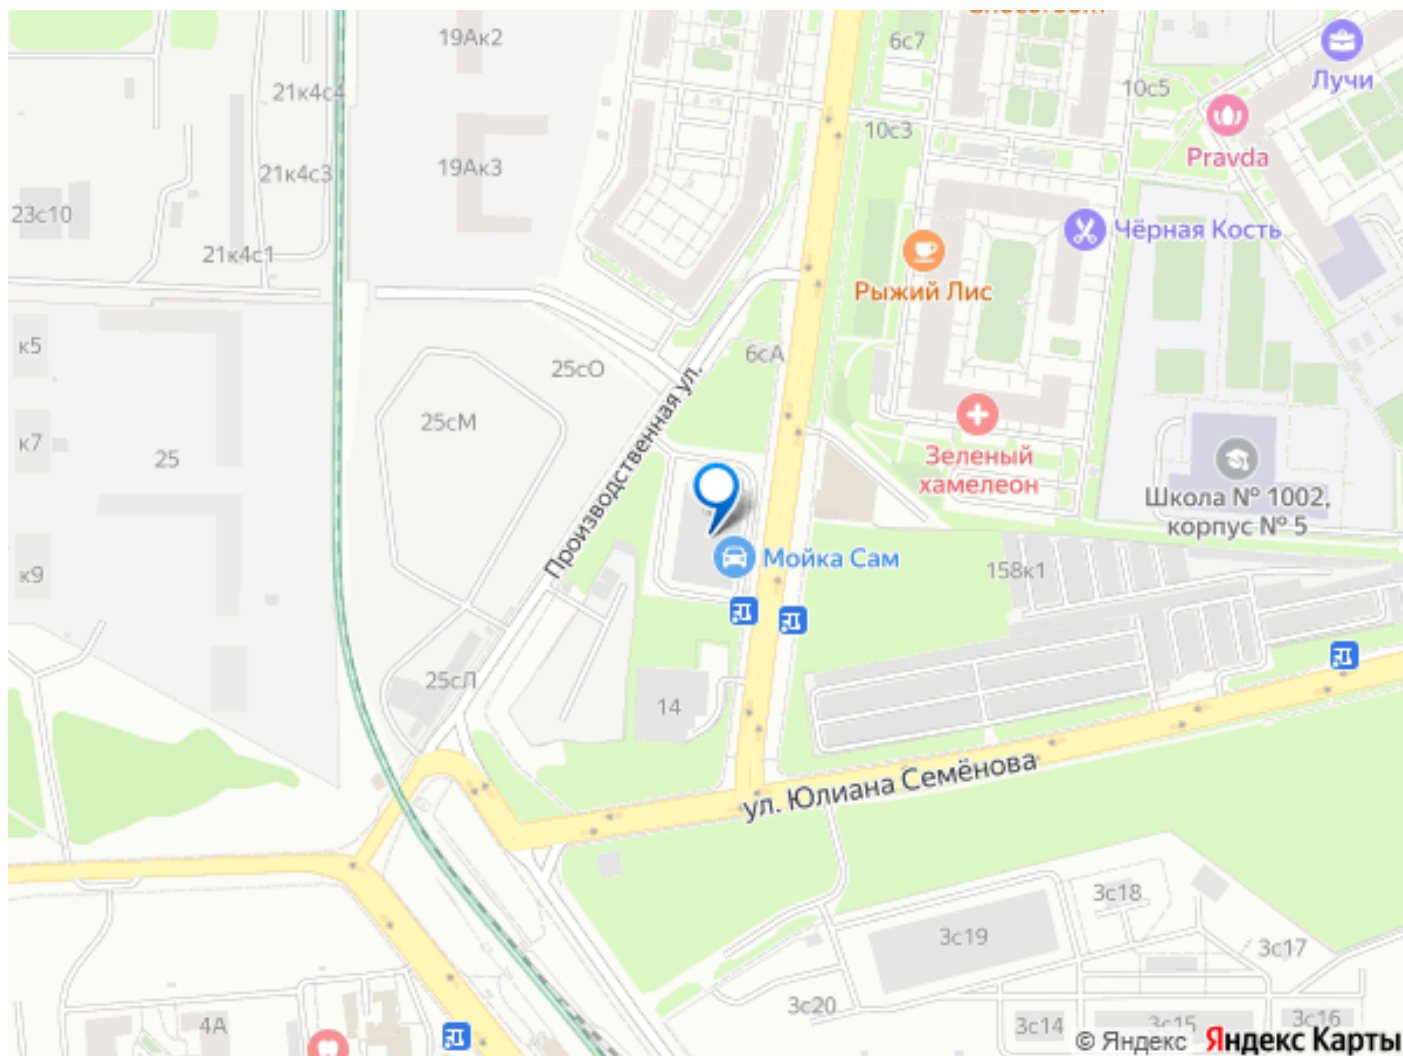 19Ак2
6с7
Лучи
21к4с4
10с5
10с3
Pravda
19Ак3
21к4с3
23с10
Чёрная Кость
21к4с1
Рыжий Лис
к5
6сА
25сО
Производственная ул.
25сМ
к7
25
Зеленый
хамелеон
Школа № 1002,
корпус № 5
Мойка Сам
158к1
к9
25сЛ
14
ул. Юлиана Семёнова
3с18
3с19
3с17
3с20
4А
3с14
3с15
3с16
© Яндекс Яндекс Карты